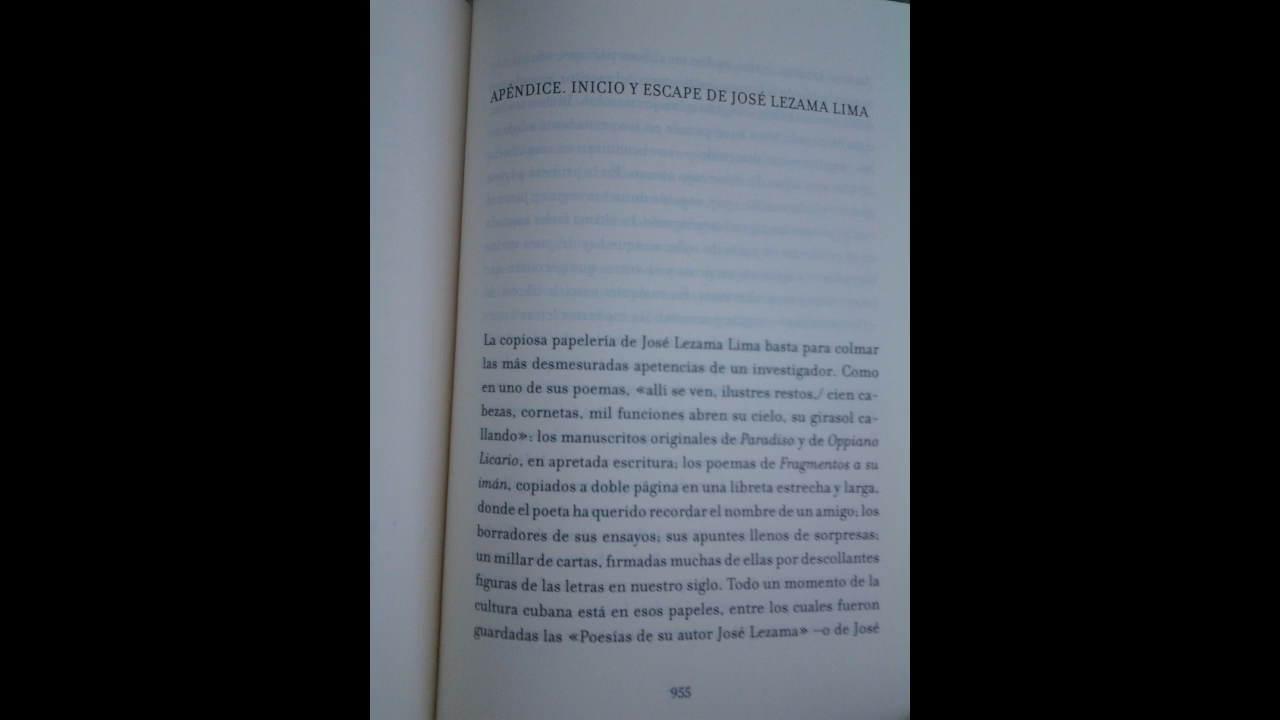 APÉNDICE. INICIO Y ESCAPE DE JOSÉ LEZAMA LIMA
La copiosa papelería de José Lezama Lima basta para colmar
las más desmesuradas apetencias de un investigador. Como
en uno de sus poemas, «allí se ven, ilustres restos,/ cien ca-
bezas, cornetas, mil funciones abren su cielo, su girasol ca-
llando»: los manuscritos originales de Paradiso y de Oppiano
Licario, en apretada escritura; los poemas de Fragmentos a su
imán, copiados a doble página en una libreta estrecha y larga,
donde el poeta ha querido recordar el nombre de un amigo; los
borradores de sus ensayos; sus apuntes llenos de sorpresas;
un millar de cartas, firmadas muchas de ellas por descollantes
figuras de las letras en nuestro siglo. Todo un momento de la
cultura cubana está en esos papeles, entre los cuales fueron
guardadas las «Poesías de su autor José Lezama» —o de José
955